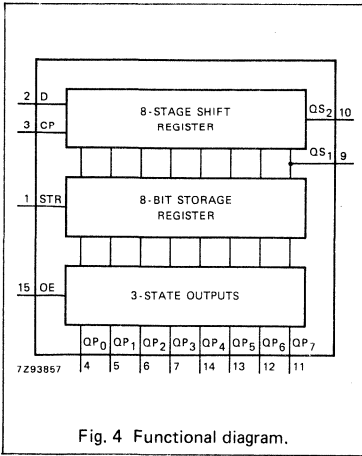 2 D
8-STAGE SHIFT
REGISTER
QS2 10
3 CP
QS1 9
1 STR
8-BIT STORAGE
REGISTER
15 OE
3-STATE OUTPUTS
QP0 QP1 QP2 QP3 QP4 QP5 QP6 QP7
7Z93857 4 5 6 7 14 13 12 11
Fig. 4 Functional diagram.